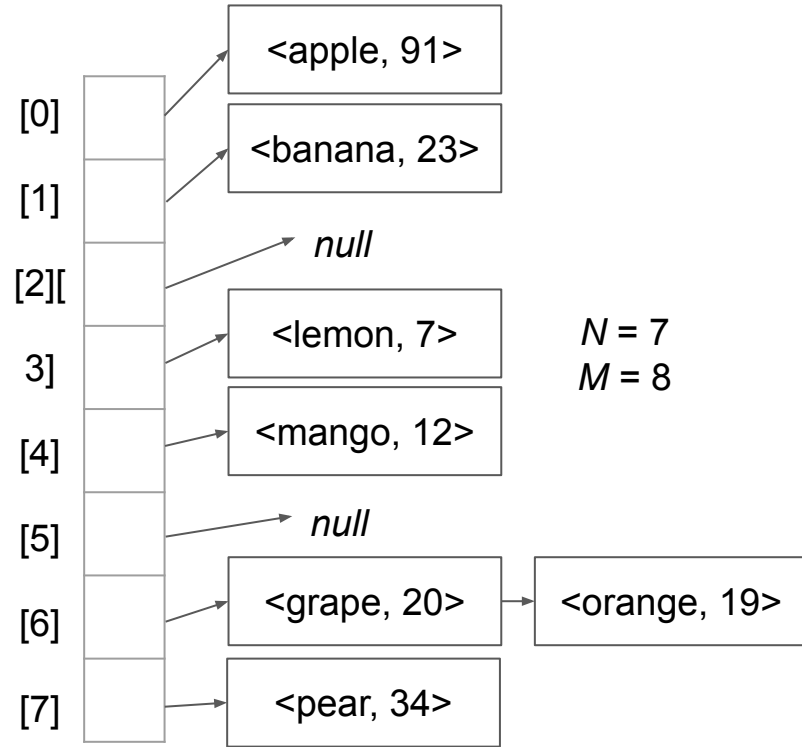 <apple, 91>
[0]
<banana, 23>
[1]
null
[2][
<lemon, 7>
N = 7
3]
M = 8
<mango, 12>
[4]
null
[5]
<grape, 20> <orange, 19>
[6]
<pear, 34>
[7]